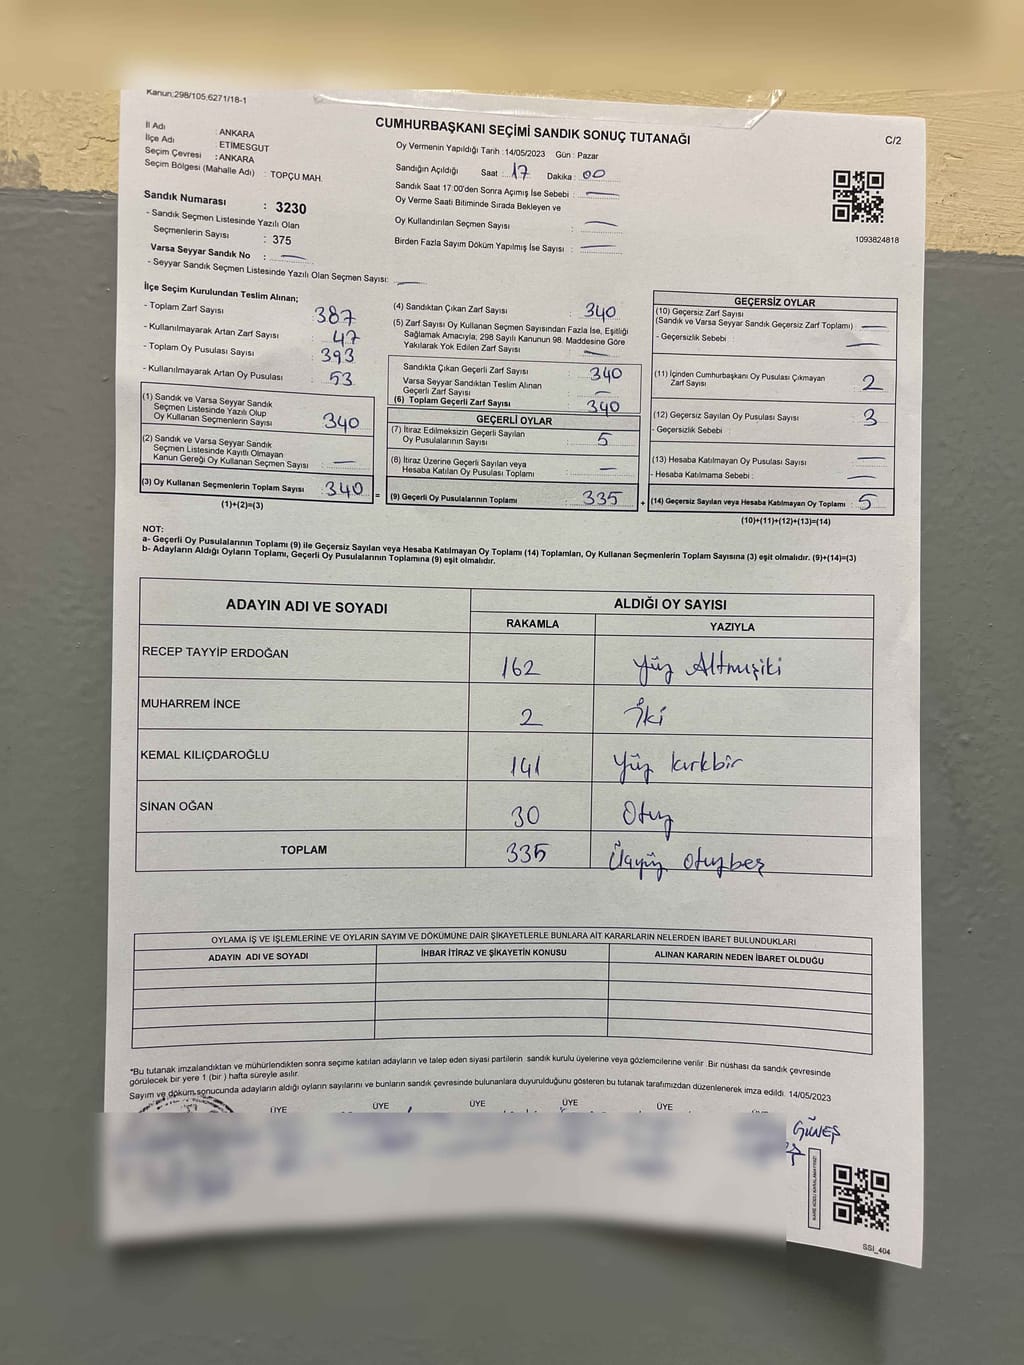 Kanun:298/105;6271/18-1
CUMHURBAŞKANI SEÇİMİ SANDIK SONUÇ TUTANAĞI
C/2
İl Adı : ANKARA
İlçe Adı : ETİMESGUT
Seçim Çevresi : ANKARA
Seçim Bölgesi (Mahalle Adı) : TOPÇU MAH.
Sandık Numarası : 3230
- Sandık Seçmen Listesinde Yazılı Olan
Seçmenlerin Sayısı : 375
Varsa Seyyar Sandık No : —
- Seyyar Sandık Seçmen Listesinde Yazılı Olan Seçmen Sayısı: —
Oy Vermenin Yapıldığı Tarih :14/05/2023 Gün : Pazar
Sandığın Açıldığı Saat : 17 Dakika : 00
Sandık Saat 17:00'den Sonra Açımış İse Sebebi : —
Oy Verme Saati Bitiminde Sırada Bekleyen ve
Oy Kullandırılan Seçmen Sayısı : —
Birden Fazla Sayım Döküm Yapılmış İse Sayısı : —
1093824818
İlçe Seçim Kurulundan Teslim Alınan;
- Toplam Zarf Sayısı : 387
- Kullanılmayarak Artan Zarf Sayısı : 47
- Toplam Oy Pusulası Sayısı : 393
- Kullanılmayarak Artan Oy Pusulası : 53
(1) Sandık ve Varsa Seyyar Sandık
Seçmen Listesinde Yazılı Olup
Oy Kullanan Seçmenlerin Sayısı : 340
(2) Sandık ve Varsa Seyyar Sandık
Seçmen Listesinde Kayıtlı Olmayan
Kanun Gereği Oy Kullanan Seçmen Sayısı : —
(3) Oy Kullanan Seçmenlerin Toplam Sayısı : 340
(1)+(2)=(3)
(4) Sandıktan Çıkan Zarf Sayısı : 340
(5) Zarf Sayısı Oy Kullanan Seçmen Sayısından Fazla İse, Eşitliği
Sağlamak Amacıyla; 298 Sayılı Kanunun 98. Maddesine Göre
Yakılarak Yok Edilen Zarf Sayısı : —
Sandıkta Çıkan Geçerli Zarf Sayısı : 340
Varsa Seyyar Sandıktan Teslim Alınan
Geçerli Zarf Sayısı : —
(6) Toplam Geçerli Zarf Sayısı : 340
GEÇERLİ OYLAR
(7) İtiraz Edilmeksizin Geçerli Sayılan
Oy Pusulalarının Sayısı : 5
(8) İtiraz Üzerine Geçerli Sayılan veya
Hesaba Katılan Oy Pusulası Toplamı : —
= (9) Geçerli Oy Pusulalarının Toplamı : 335
GEÇERSİZ OYLAR
(10) Geçersiz Zarf Sayısı
(Sandık ve Varsa Seyyar Sandık Geçersiz Zarf Toplamı) : —
- Geçersizlik Sebebi : —
(11) İçinden Cumhurbaşkanı Oy Pusulası Çıkmayan
Zarf Sayısı : 2
(12) Geçersiz Sayılan Oy Pusulası Sayısı : 3
- Geçersizlik Sebebi :
(13) Hesaba Katılmayan Oy Pusulası Sayısı : —
- Hesaba Katılmama Sebebi : —
+ (14) Geçersiz Sayılan veya Hesaba Katılmayan Oy Toplamı : 5
(10)+(11)+(12)+(13)=(14)
NOT:
a- Geçerli Oy Pusulalarının Toplamı (9) ile Geçersiz Sayılan veya Hesaba Katılmayan Oy Toplamı (14) Toplamları, Oy Kullanan Seçmenlerin Toplam Sayısına (3) eşit olmalıdır. (9)+(14)=(3)
b- Adayların Aldığı Oyların Toplamı, Geçerli Oy Pusulalarının Toplamına (9) eşit olmalıdır.
ADAYIN ADI VE SOYADI
ALDIĞI OY SAYISI
RAKAMLA YAZIYLA
RECEP TAYYİP ERDOĞAN 162 Yüz Altmışiki
MUHARREM İNCE 2 İki
KEMAL KILIÇDAROĞLU 141 Yüz kırkbir
SİNAN OĞAN 30 Otuz
TOPLAM 335 Üçyüz otuzbeş
OYLAMA İŞ VE İŞLEMLERİNE VE OYLARIN SAYIM VE DÖKÜMÜNE DAİR ŞİKAYETLERLE BUNLARA AİT KARARLARIN NELERDEN İBARET BULUNDUKLARI
ADAYIN ADI VE SOYADI İHBAR İTİRAZ VE ŞİKAYETİN KONUSU ALINAN KARARIN NEDEN İBARET OLDUĞU
*Bu tutanak imzalandıktan ve mühürlendikten sonra seçime katılan adayların ve talep eden siyasi partilerin sandık kurulu üyelerine veya gözlemcilerine verilir. Bir nüshası da sandık çevresinde
görülecek bir yere 1 (bir ) hafta süreyle asılır.
Sayım ve döküm sonucunda adayların aldığı oyların sayılarını ve bunların sandık çevresinde bulunanlara duyurulduğunu gösteren bu tutanak tarafımızdan düzenlenerek imza edildi. 14/05/2023
ÜYE ÜYE ÜYE ÜYE ÜYE
GÜNEŞ
SSI_404